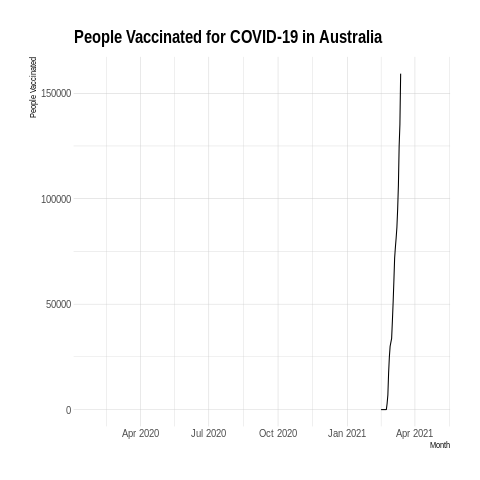 People Vaccinated for COVID-19 in Australia
People Vaccinated
150000
100000
50000
0
Apr 2020 Jul 2020 Oct 2020 Jan 2021 Apr 2021
Month